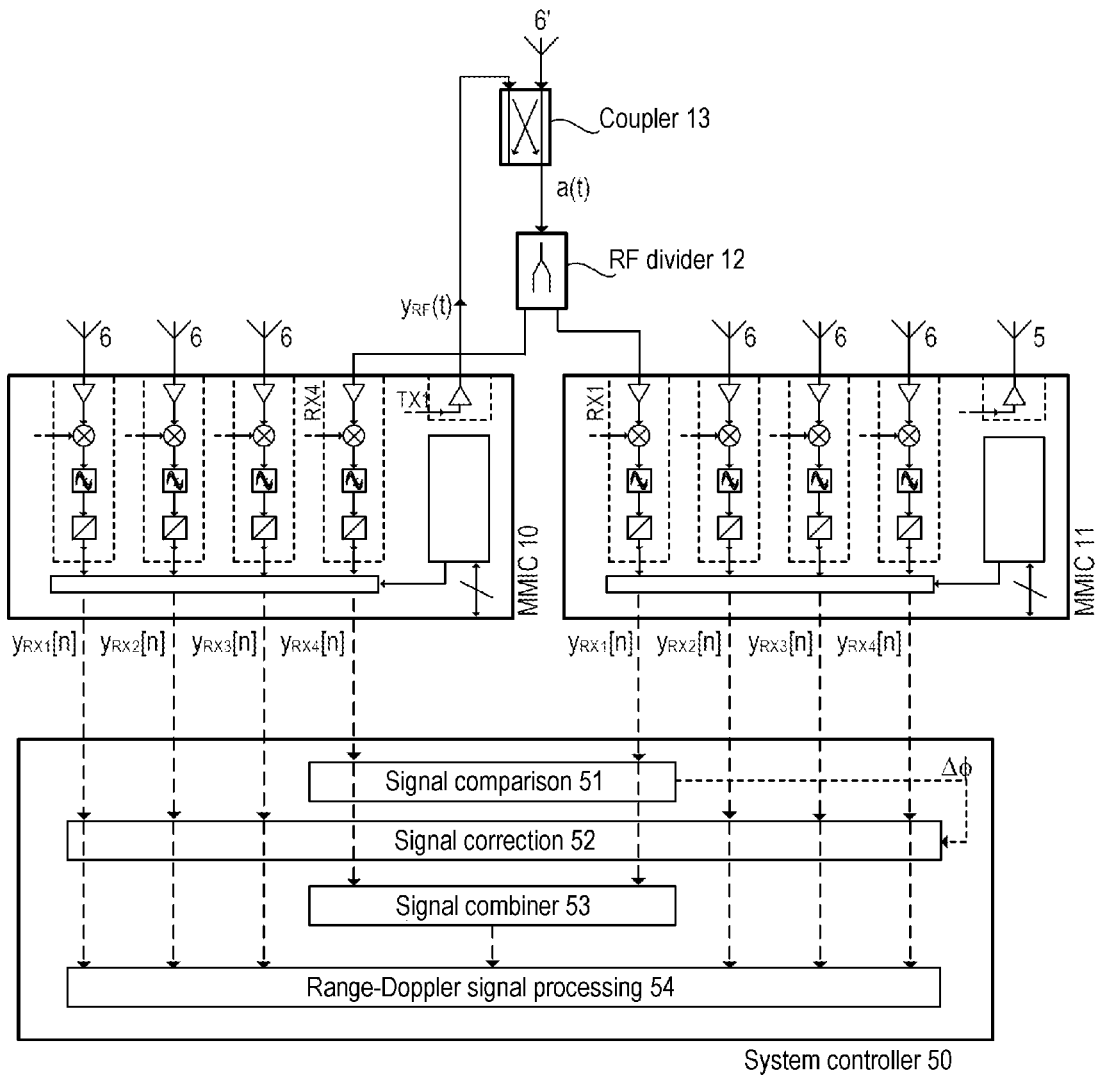 6'
Coupler 13
a(t)
RF divider 12
yRF(t)
6
6
6
6
6
6
5
RX4
TX1
RX1
MMIC 10
MMIC 11
yRX1[n]
yRX2[n]
yRX3[n]
yRX4[n]
yRX1[n]
yRX2[n]
yRX3[n]
yRX4[n]
Signal comparison 51
Δϕ
Signal correction 52
Signal combiner 53
Range-Doppler signal processing 54
System controller 50